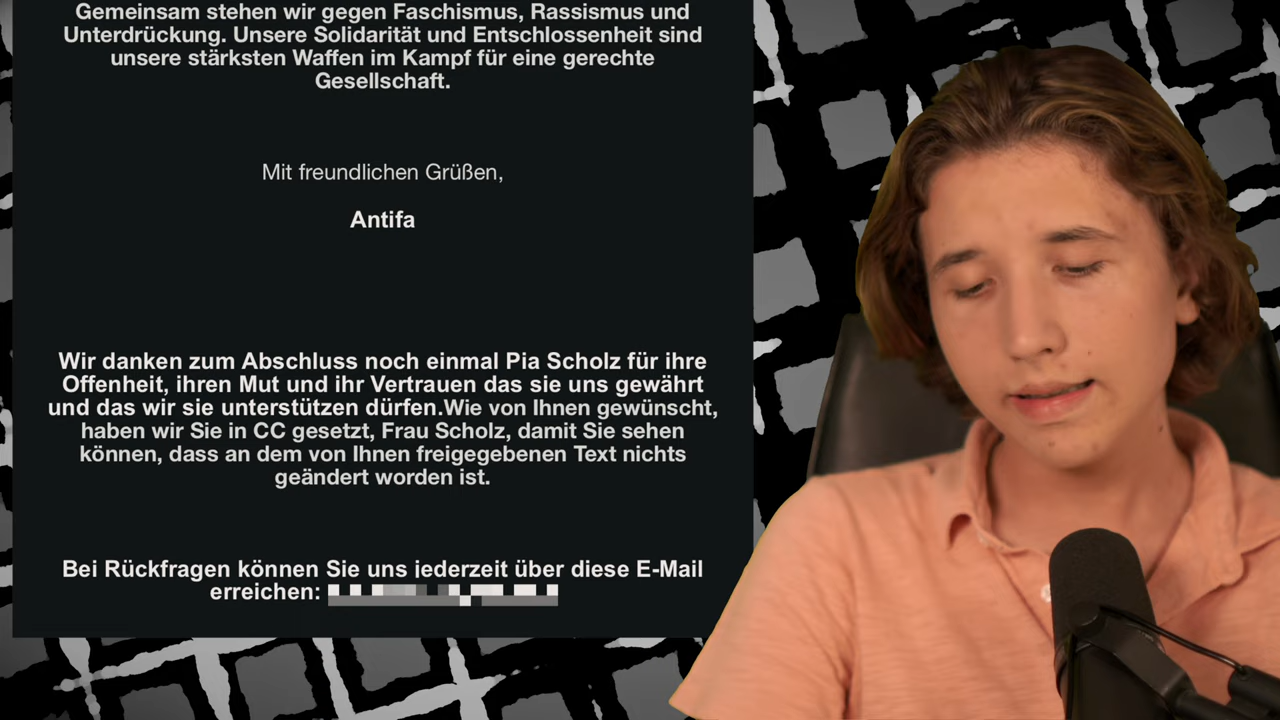 Gemeinsam stehen wir gegen Faschismus, Rassismus und
Unterdrückung. Unsere Solidarität und Entschlossenheit sind
unsere stärksten Waffen im Kampf für eine gerechte
Gesellschaft.
Mit freundlichen Grüßen,
Antifa
Wir danken zum Abschluss noch einmal Pia Scholz für ihre
Offenheit, ihren Mut und ihr Vertrauen das sie uns gewährt
und das wir sie unterstützen dürfen.Wie von Ihnen gewünscht,
haben wir Sie in CC gesetzt, Frau Scholz, damit Sie sehen
können, dass an dem von Ihnen freigegebenen Text nichts
geändert worden ist.
Bei Rückfragen können Sie uns jederzeit über diese E-Mail
erreichen: